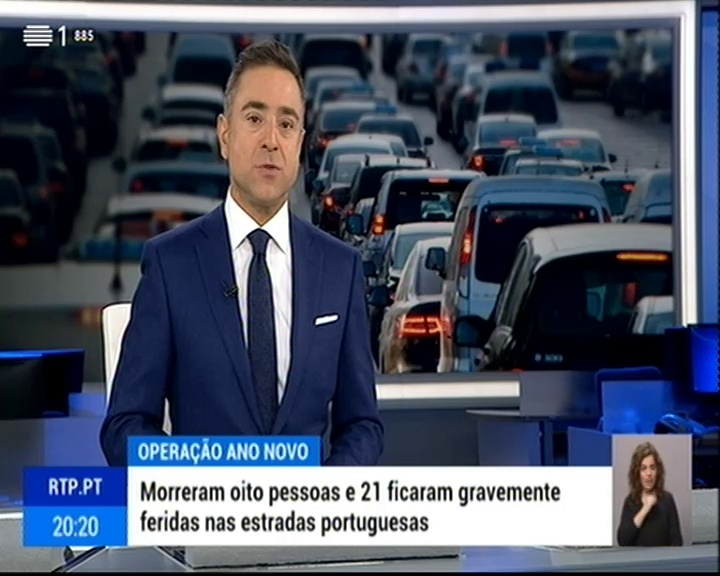 1 885
OPERAÇÃO ANO NOVO
RTP.PT
Morreram oito pessoas e 21 ficaram gravemente
feridas nas estradas portuguesas
20:20